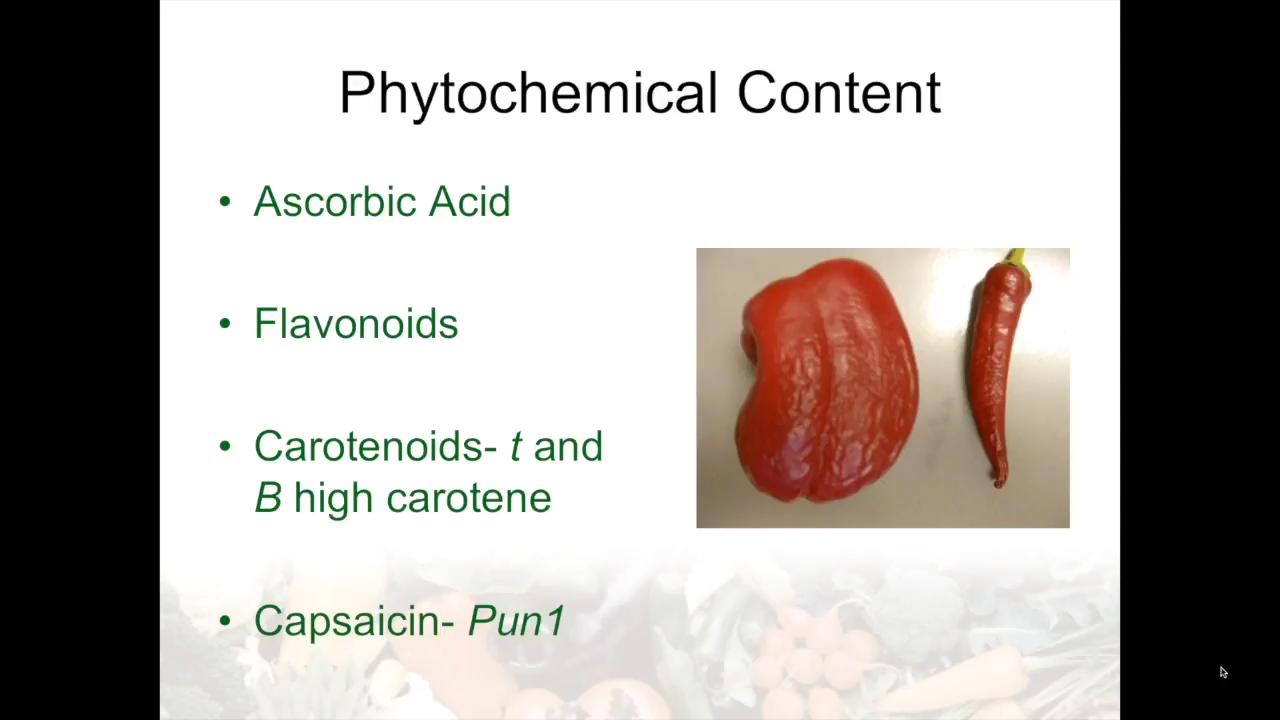 Phytochemical Content
• Ascorbic Acid
• Flavonoids
• Carotenoids- t and
B high carotene
• Capsaicin- Pun1